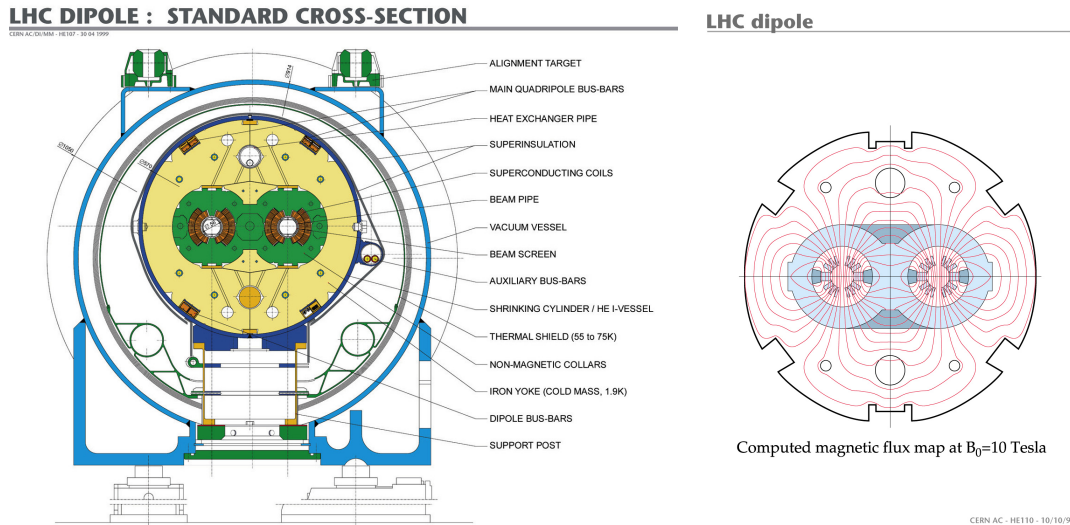 LHC DIPOLE : STANDARD CROSS-SECTION
CERN AC/DI/MM - HE107 - 30 04 1999
ALIGNMENT TARGET
MAIN QUADRIPOLE BUS-BARS
HEAT EXCHANGER PIPE
SUPERINSULATION
SUPERCONDUCTING COILS
BEAM PIPE
VACUUM VESSEL
BEAM SCREEN
AUXILIARY BUS-BARS
SHRINKING CYLINDER / HE I-VESSEL
THERMAL SHIELD (55 to 75K)
NON-MAGNETIC COLLARS
IRON YOKE (COLD MASS, 1.9K)
DIPOLE BUS-BARS
SUPPORT POST
∅914
∅1056
∅570
LHC dipole
Computed magnetic flux map at B₀=10 Tesla
CERN AC - HE110 - 10/10/9